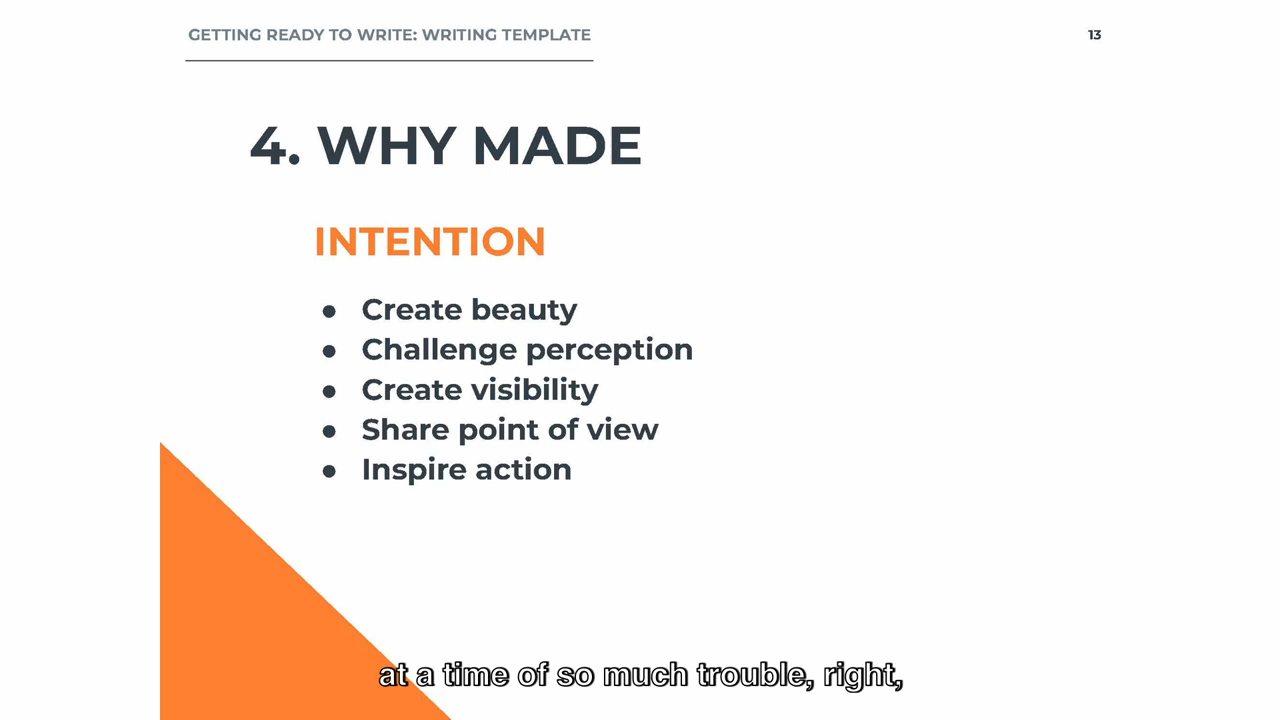 GETTING READY TO WRITE: WRITING TEMPLATE
13
4. WHY MADE
INTENTION
● Create beauty
● Challenge perception
● Create visibility
● Share point of view
● Inspire action
at a time of so much trouble, right,